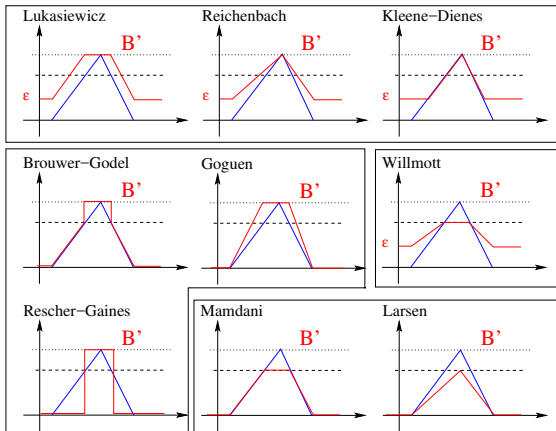 Lukasiewicz
B'
ε
Reichenbach
B'
ε
Kleene-Dienes
B'
ε
Brouwer-Godel
B'
Goguen
B'
Willmott
B'
ε
Rescher-Gaines
B'
Mamdani
B'
Larsen
B'